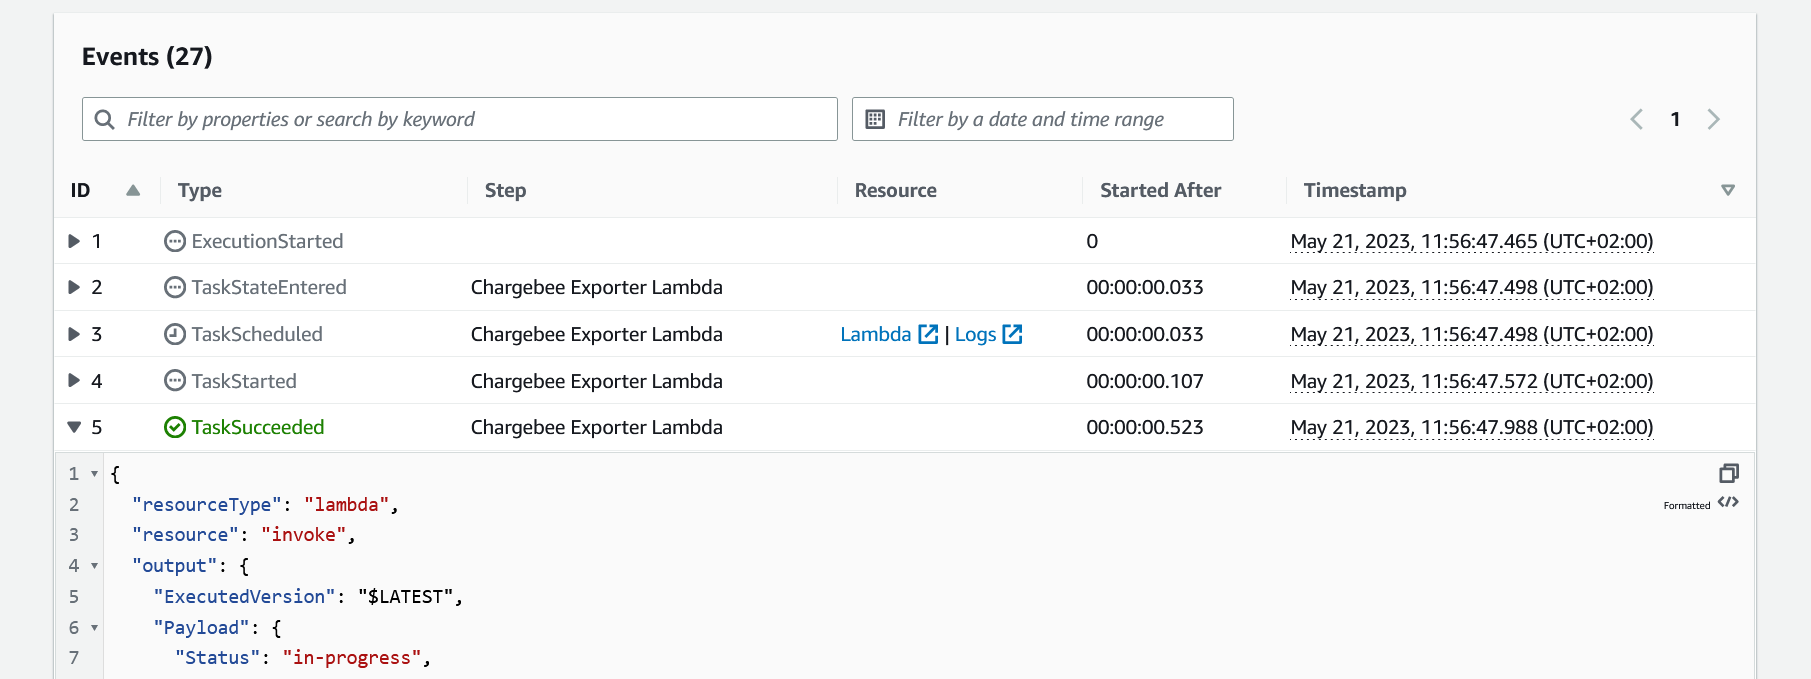 Events (27)
Filter by properties or search by keyword Filter by a date and time range 1
ID Type Step Resource Started After Timestamp
1 ExecutionStarted 0 May 21, 2023, 11:56:47.465 (UTC+02:00)
2 TaskStateEntered Chargebee Exporter Lambda 00:00:00.033 May 21, 2023, 11:56:47.498 (UTC+02:00)
3 TaskScheduled Chargebee Exporter Lambda Lambda | Logs 00:00:00.033 May 21, 2023, 11:56:47.498 (UTC+02:00)
4 TaskStarted Chargebee Exporter Lambda 00:00:00.107 May 21, 2023, 11:56:47.572 (UTC+02:00)
5 TaskSucceeded Chargebee Exporter Lambda 00:00:00.523 May 21, 2023, 11:56:47.988 (UTC+02:00)
1 {
2 "resourceType": "lambda",
Formatted
3 "resource": "invoke",
4 "output": {
5 "ExecutedVersion": "$LATEST",
6 "Payload": {
7 "Status": "in-progress",